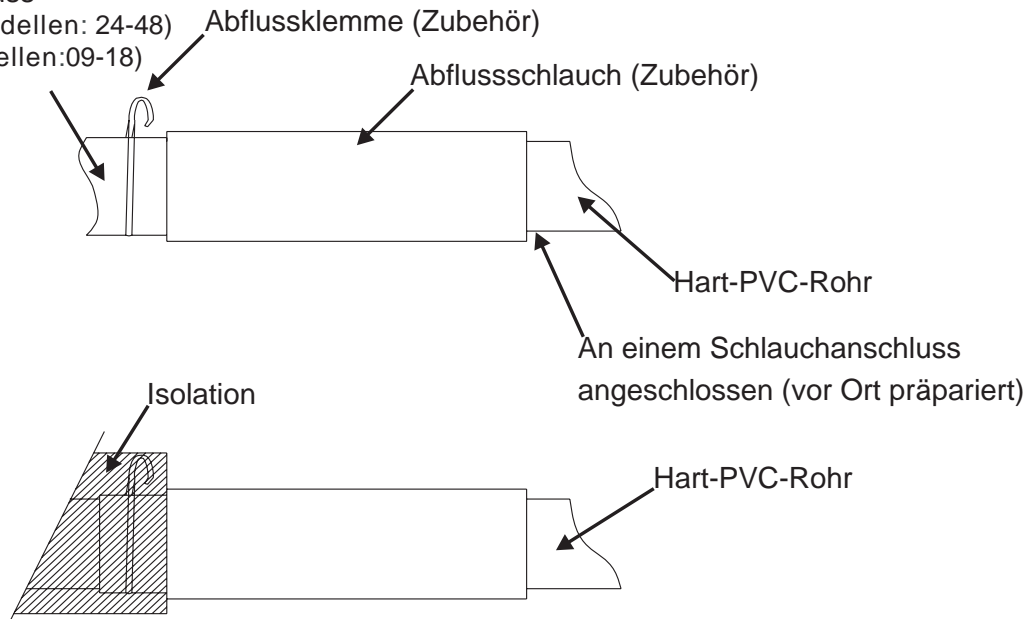 dellen: 24-48)
ellen:09-18)
Abflussklemme (Zubehör)
Abflussschlauch (Zubehör)
Hart-PVC-Rohr
An einem Schlauchanschluss
angeschlossen (vor Ort präpariert)
Isolation
Hart-PVC-Rohr